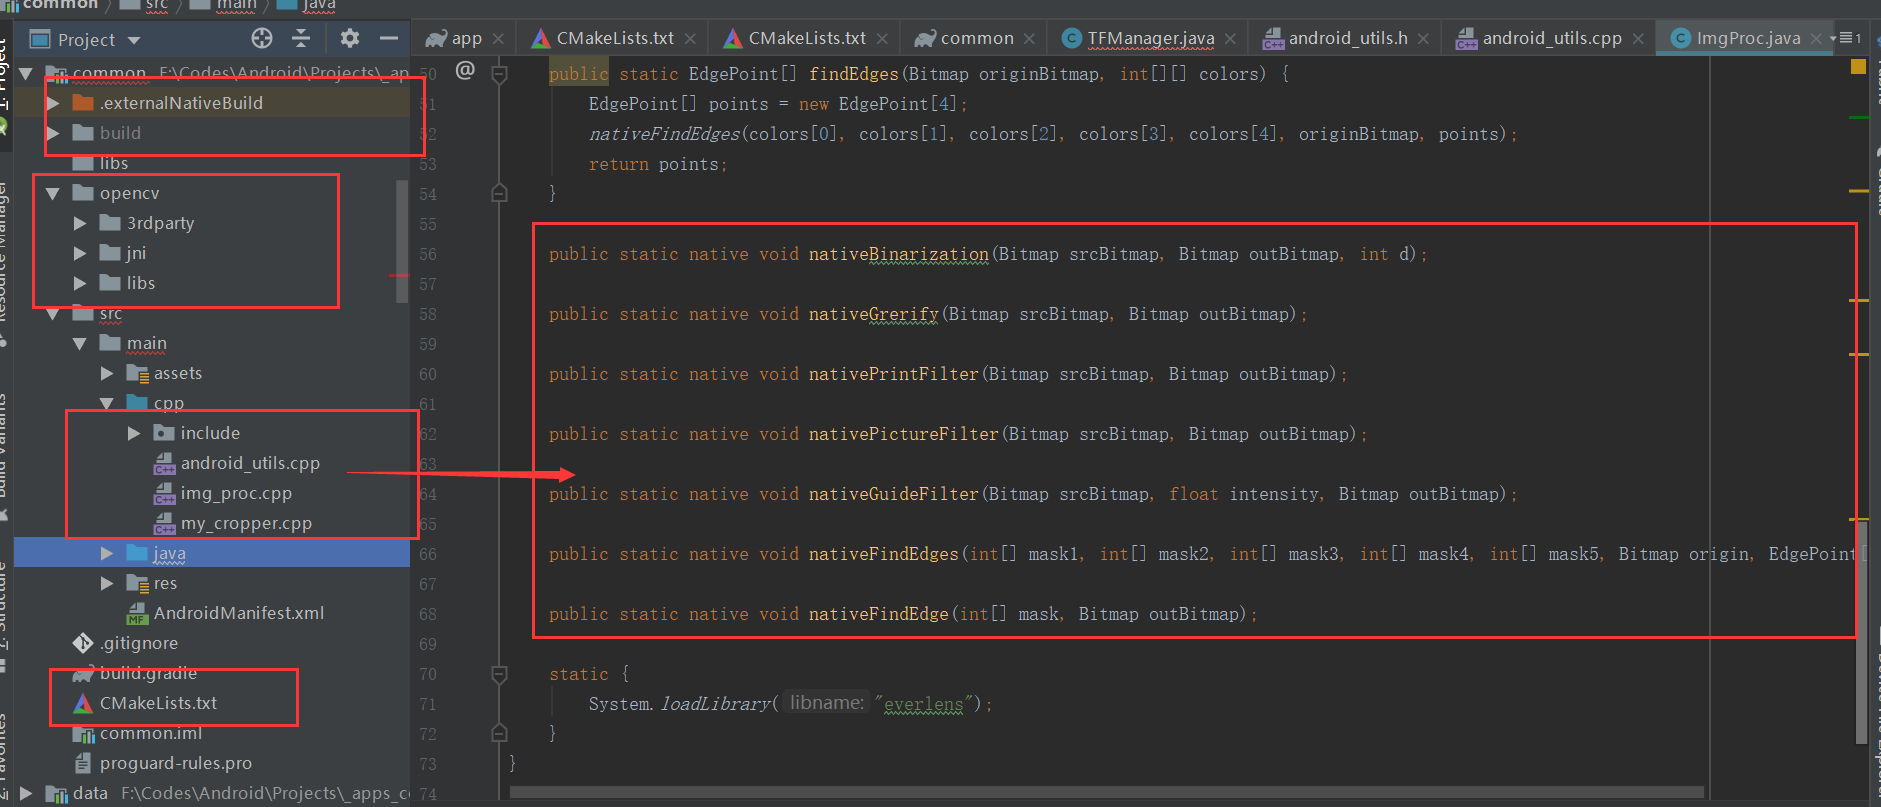 common src main java
Project
app CMakeLists.txt CMakeLists.txt common TFManager.java android_utils.h android_utils.cpp ImgProc.java 1
common F:\Codes\Android\Projects\_ap
.externalNativeBuild
build
libs
opencv
3rdparty
jni
libs
src
main
assets
cpp
include
android_utils.cpp
img_proc.cpp
my_cropper.cpp
java
res
AndroidManifest.xml
.gitignore
build.gradle
CMakeLists.txt
common.iml
proguard-rules.pro
data F:\Codes\Android\Projects\_apps_c
50 @ public static EdgePoint[] findEdges(Bitmap originBitmap, int[][] colors) {
51 EdgePoint[] points = new EdgePoint[4];
52 nativeFindEdges(colors[0], colors[1], colors[2], colors[3], colors[4], originBitmap, points);
53 return points;
54 }
55
56 public static native void nativeBinarization(Bitmap srcBitmap, Bitmap outBitmap, int d);
57
58 public static native void nativeGrerify(Bitmap srcBitmap, Bitmap outBitmap);
59
60 public static native void nativePrintFilter(Bitmap srcBitmap, Bitmap outBitmap);
61
62 public static native void nativePictureFilter(Bitmap srcBitmap, Bitmap outBitmap);
63
64 public static native void nativeGuideFilter(Bitmap srcBitmap, float intensity, Bitmap outBitmap);
65
66 public static native void nativeFindEdges(int[] mask1, int[] mask2, int[] mask3, int[] mask4, int[] mask5, Bitmap origin, EdgePoint[
67
68 public static native void nativeFindEdge(int[] mask, Bitmap outBitmap);
69
70 static {
71 System.loadLibrary( libname: "everlens");
72 }
73 }
74
1: Project
Resource Manager
Build Variants
7: Structure
2: Favorites